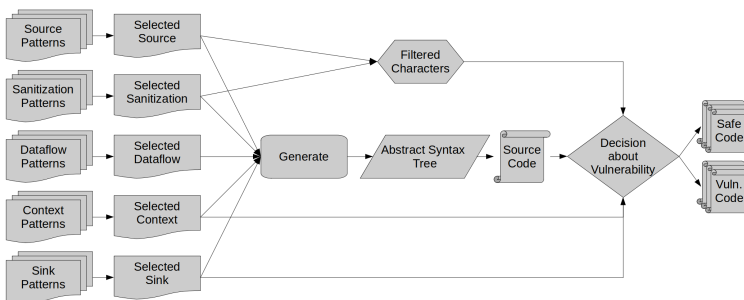 Source
Patterns
Selected
Source
Filtered
Characters
Sanitization
Patterns
Selected
Sanitization
Dataflow
Patterns
Selected
Dataflow
Generate
Abstract Syntax
Tree
Source
Code
Decision
about
Vulnerability
Safe
Code
Vuln.
Code
Context
Patterns
Selected
Context
Sink
Patterns
Selected
Sink